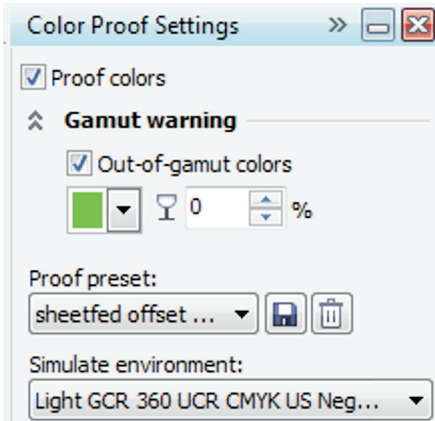 Color Proof Settings
Proof colors
Gamut warning
Out-of-gamut colors
0 %
Proof preset:
sheetfed offset ...
Simulate environment:
Light GCR 360 UCR CMYK US Neg...